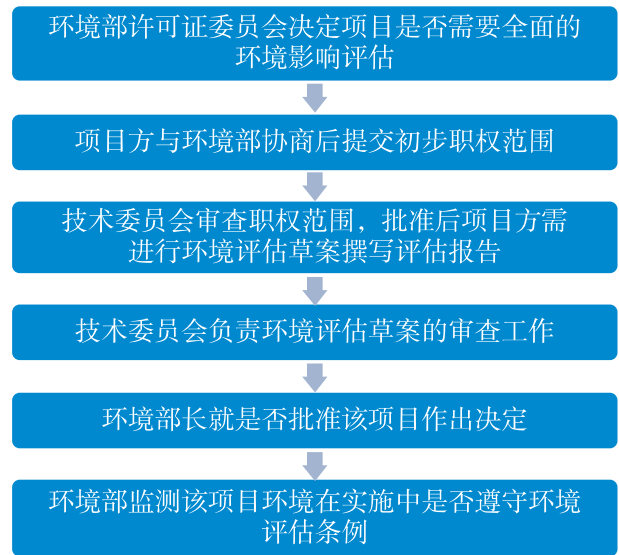 环境部许可证委员会决定项目是否需要全面的
环境影响评估
项目方与环境部协商后提交初步职权范围
技术委员会审查职权范围，批准后项目方需
进行环境评估草案撰写评估报告
技术委员会负责环境评估草案的审查工作
环境部长就是否批准该项目作出决定
环境部监测该项目环境在实施中是否遵守环境
评估条例